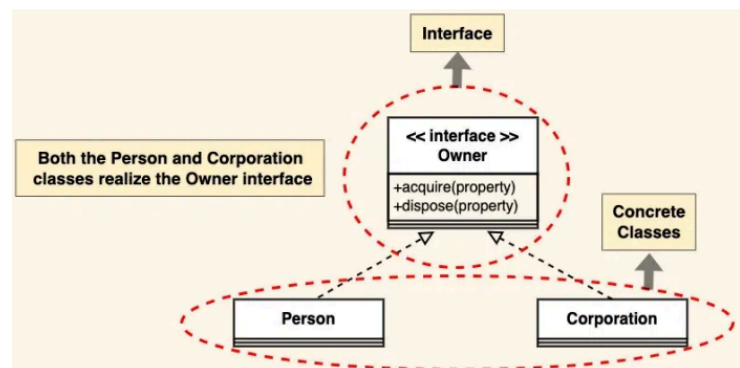 Interface
<< interface >>
Owner
+acquire(property)
+dispose(property)
Both the Person and Corporation
classes realize the Owner interface
Concrete
Classes
Person
Corporation